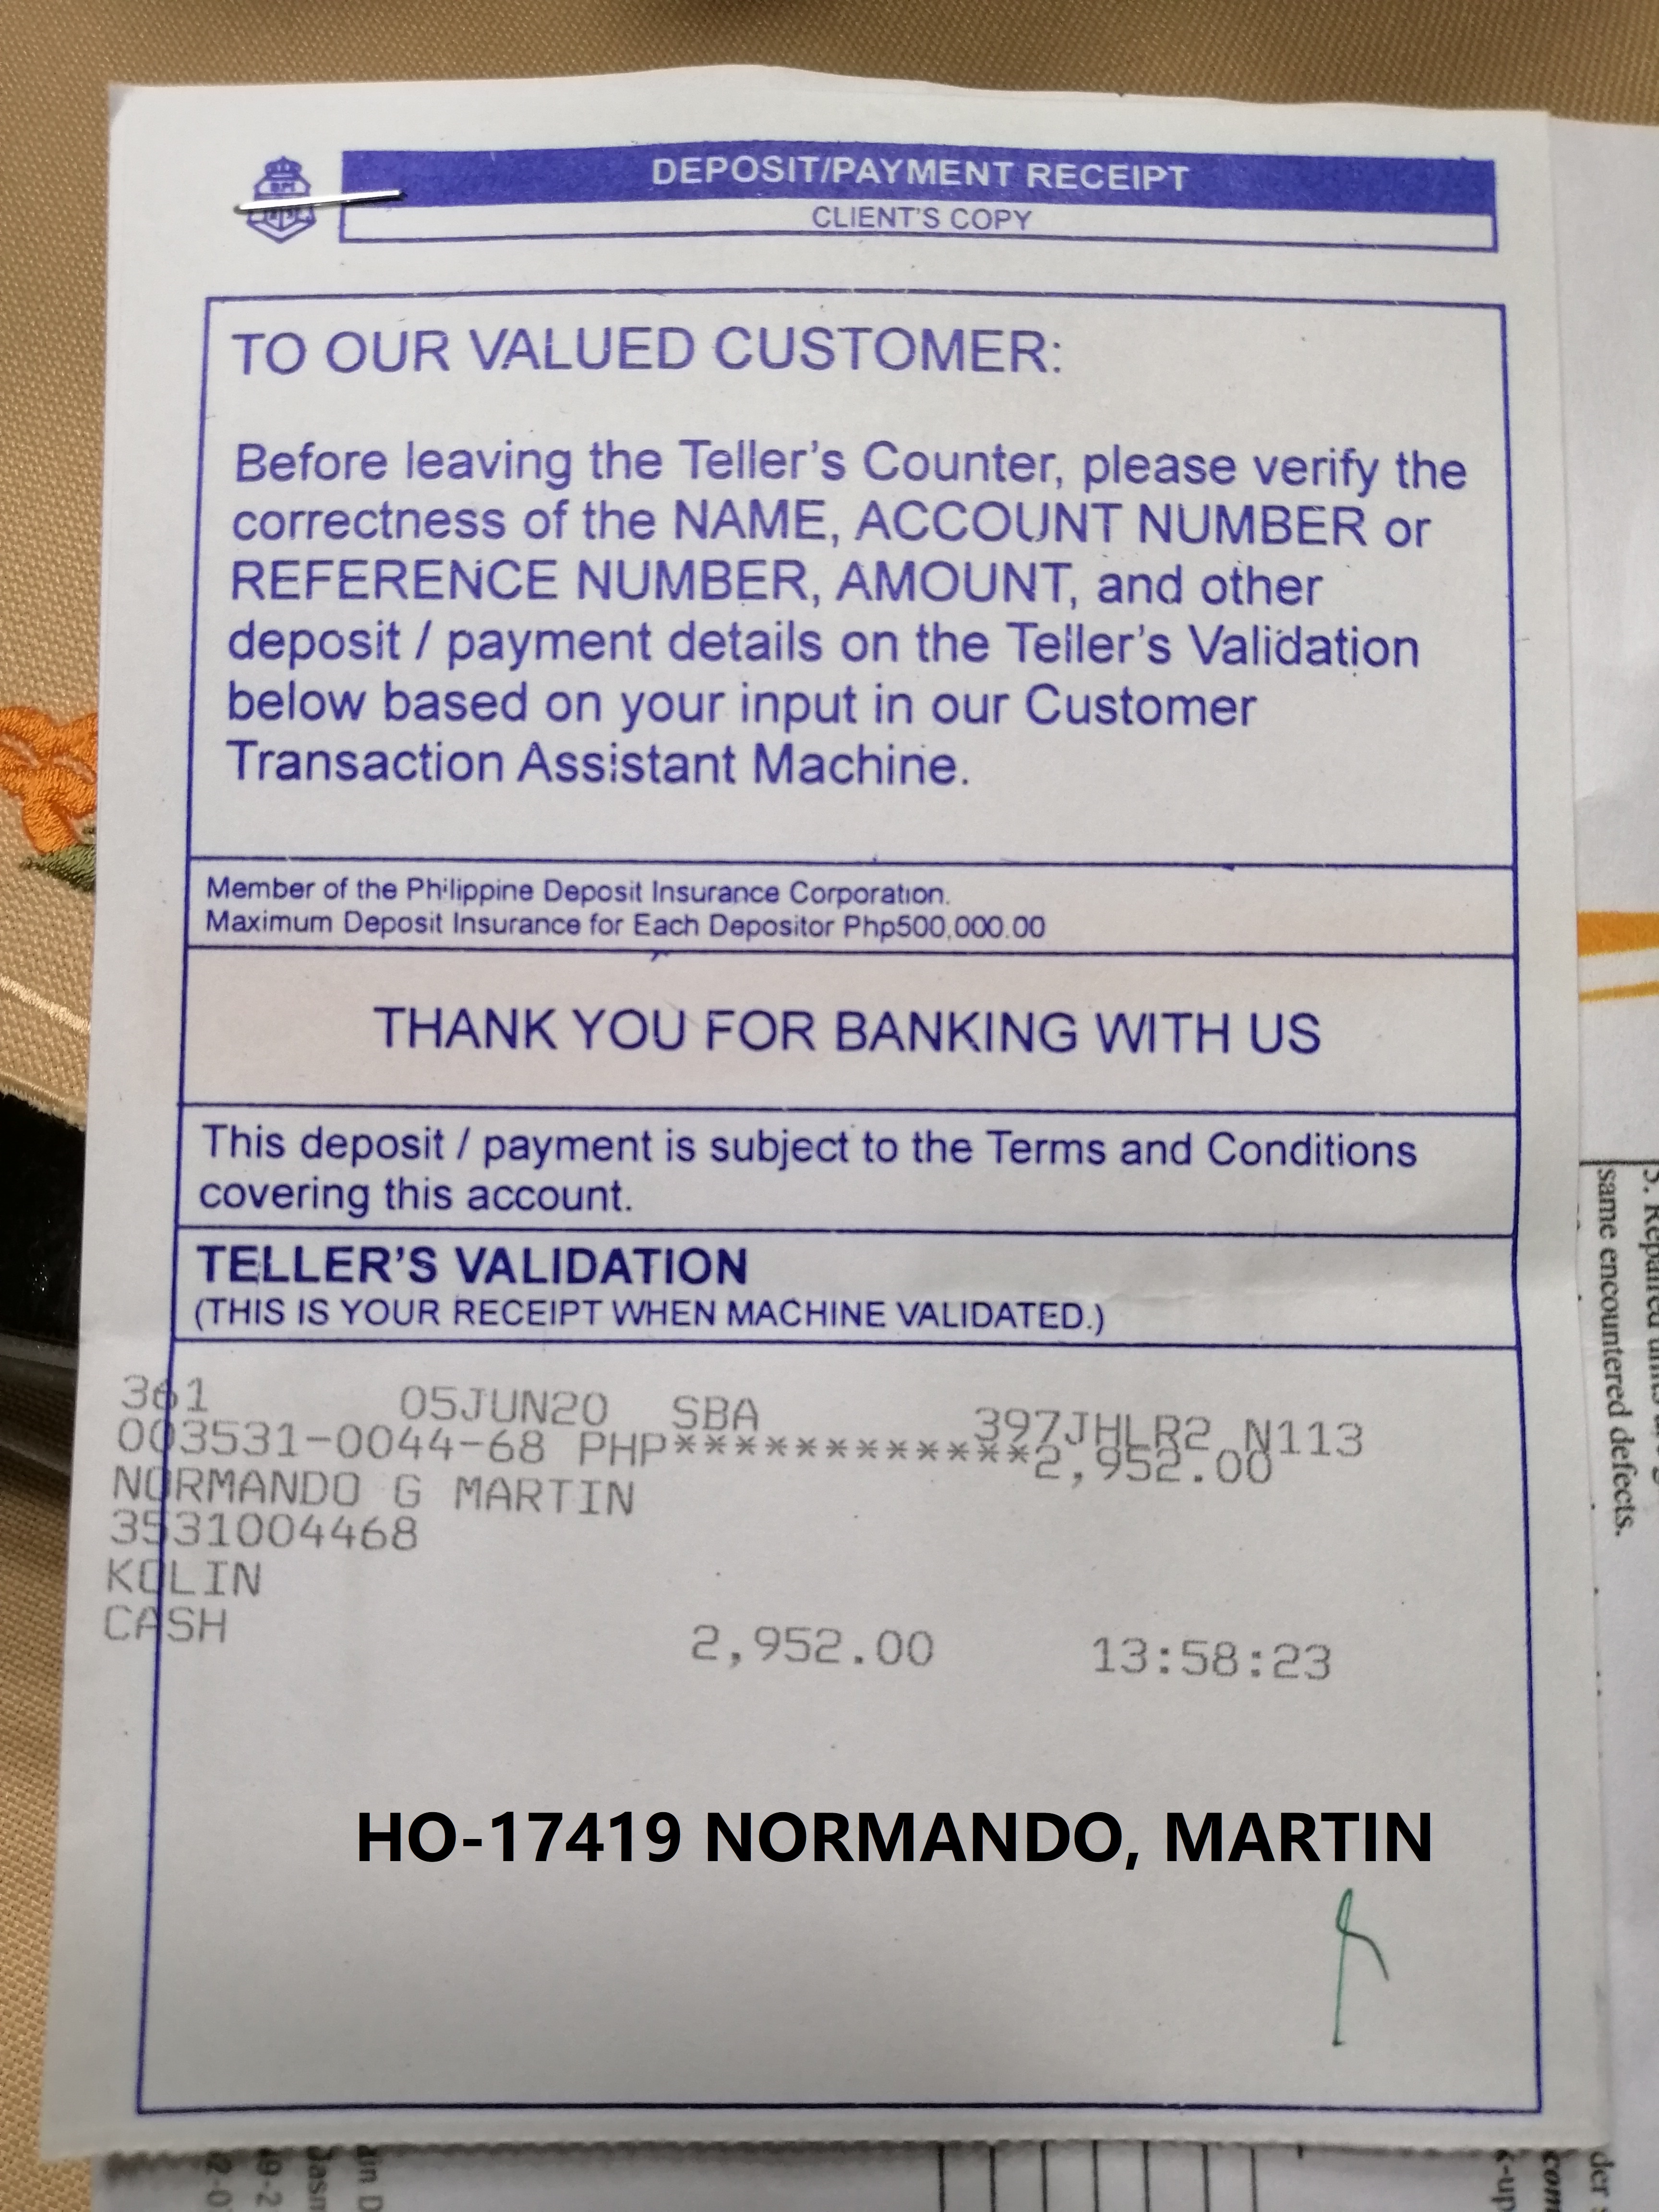 DEPOSIT/PAYMENT RECEIPT
CLIENT'S COPY
TO OUR VALUED CUSTOMER:
Before leaving the Teller's Counter, please verify the
correctness of the NAME, ACCOUNT NUMBER or
REFERENCE NUMBER, AMOUNT, and other
deposit / payment details on the Teller's Validation
below based on your input in our Customer
Transaction Assistant Machine.
Member of the Philippine Deposit Insurance Corporation.
Maximum Deposit Insurance for Each Depositor Php500,000.00
THANK YOU FOR BANKING WITH US
This deposit / payment is subject to the Terms and Conditions
covering this account.
TELLER'S VALIDATION
(THIS IS YOUR RECEIPT WHEN MACHINE VALIDATED.)
361 05JUN20 SBA 397JHLR2 N113
003531-0044-68 PHP************2,952.00
NORMANDO G MARTIN
3531004468
KOLIN
CASH 2,952.00 13:58:23
HO-17419 NORMANDO, MARTIN
same encountered defects.